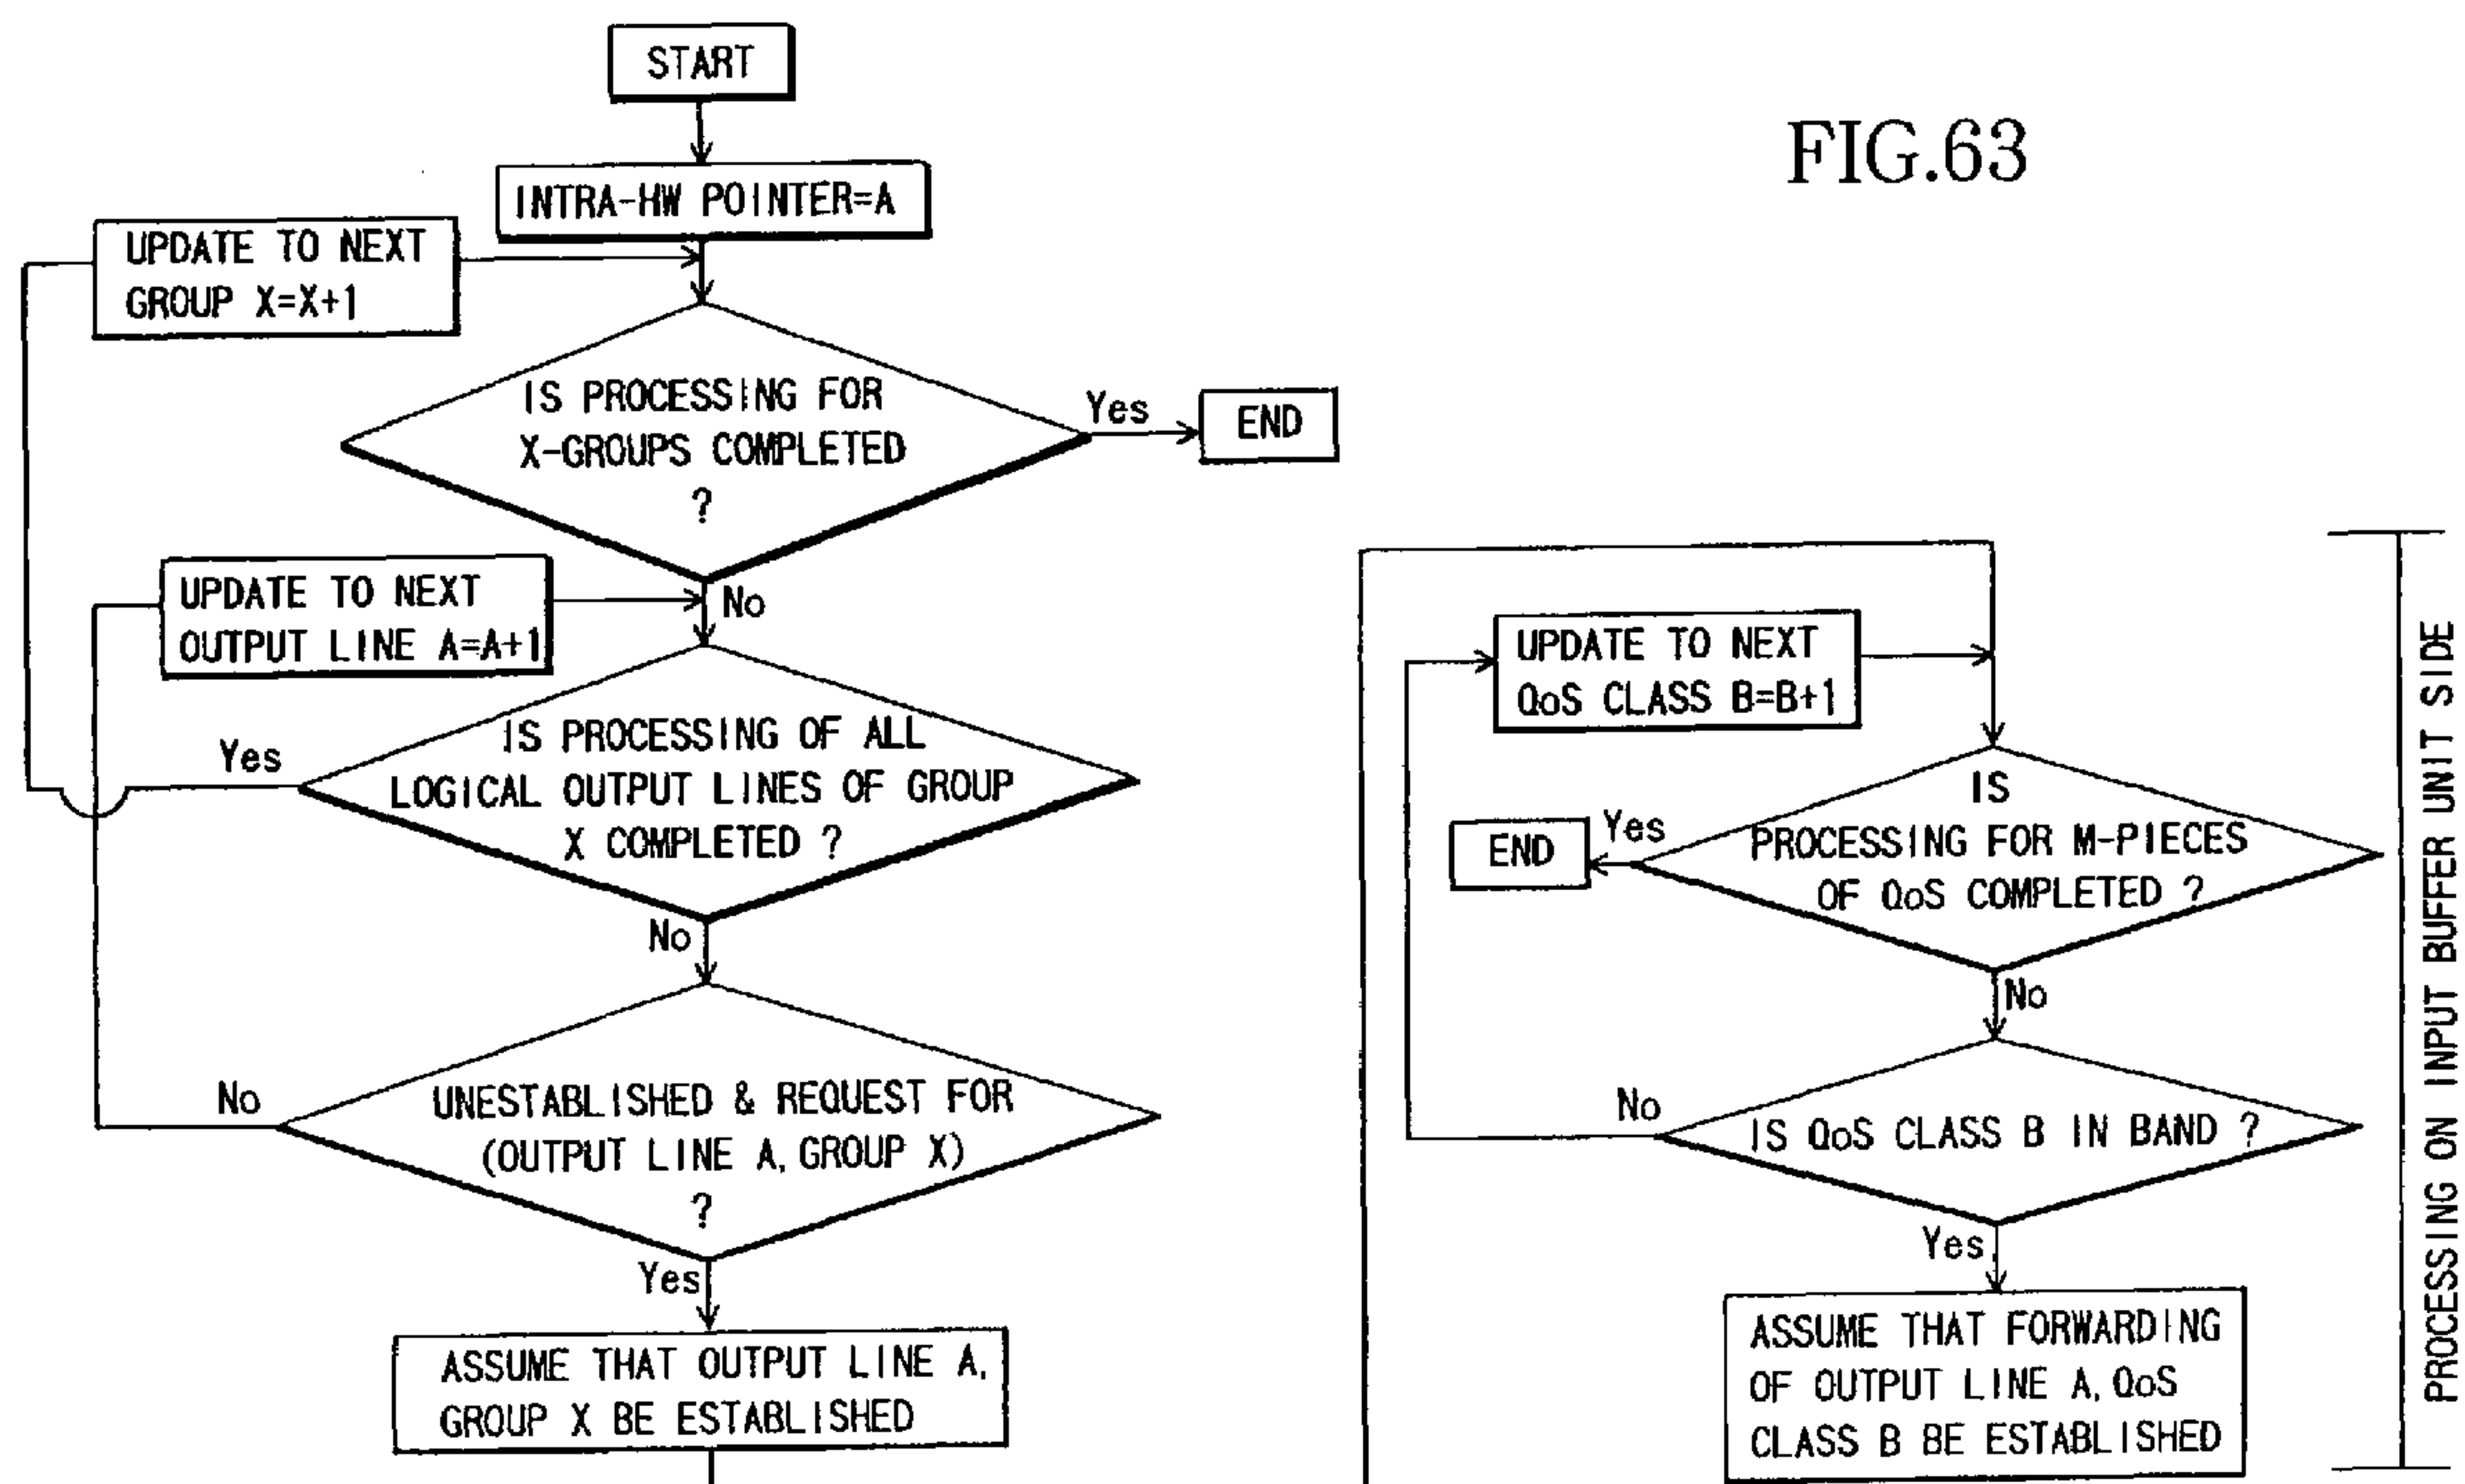 START
FIG.63
INTRA-HW POINTER=A
UPDATE TO NEXT
GROUP X=X+1
IS PROCESSING FOR
X-GROUPS COMPLETED
?
Yes
END
No
UPDATE TO NEXT
OUTPUT LINE A=A+1
IS PROCESSING OF ALL
LOGICAL OUTPUT LINES OF GROUP
X COMPLETED ?
Yes
No
UNESTABLISHED & REQUEST FOR
(OUTPUT LINE A, GROUP X)
?
No
Yes
ASSUME THAT OUTPUT LINE A,
GROUP X BE ESTABLISHED
UPDATE TO NEXT
QoS CLASS B=B+1
IS
PROCESSING FOR M-PIECES
OF QoS COMPLETED ?
Yes
END
No
IS QoS CLASS B IN BAND ?
No
Yes
ASSUME THAT FORWARDING
OF OUTPUT LINE A, QoS
CLASS B BE ESTABLISHED
PROCESSING ON INPUT BUFFER UNIT SIDE